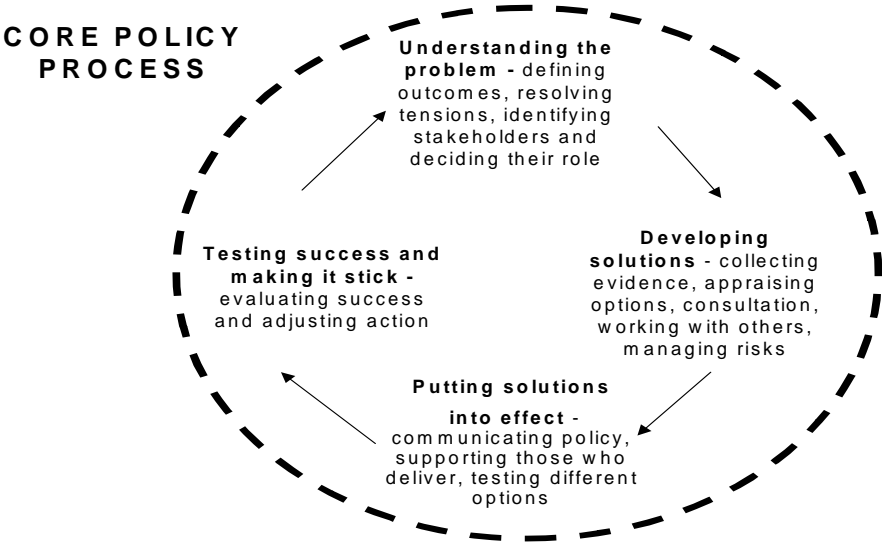 CORE POLICY
PROCESS
Understanding the
problem - defining
outcomes, resolving
tensions, identifying
stakeholders and
deciding their role
Developing
solutions - collecting
evidence, appraising
options, consultation,
working with others,
managing risks
Putting solutions
into effect -
communicating policy,
supporting those who
deliver, testing different
options
Testing success and
making it stick -
evaluating success
and adjusting action